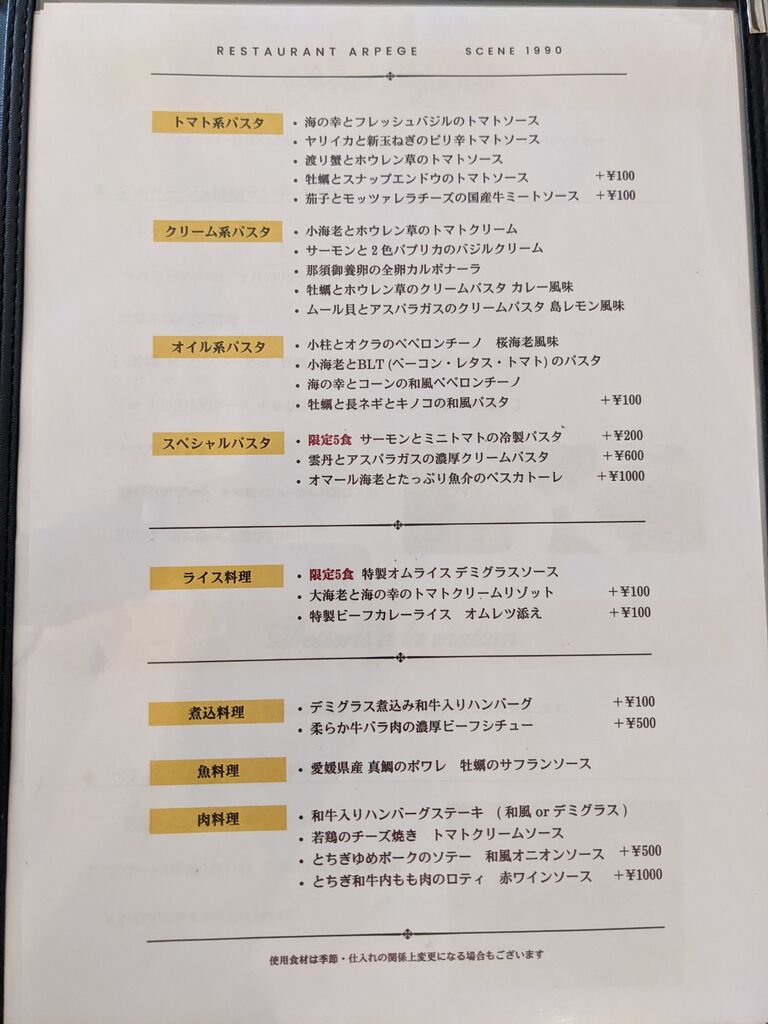 RESTAURANT ARPEGE SCENE 1990
トマト系パスタ
・海の幸とフレッシュバジルのトマトソース
・ヤリイカと新玉ねぎのピリ辛トマトソース
・渡り蟹とホウレン草のトマトソース
・牡蠣とスナップエンドウのトマトソース +¥100
・茄子とモッツァレラチーズの国産牛ミートソース +¥100
クリーム系パスタ
・小海老とホウレン草のトマトクリーム
・サーモンと2色パプリカのバジルクリーム
・那須御養卵の全卵カルボナーラ
・牡蠣とホウレン草のクリームパスタ カレー風味
・ムール貝とアスパラガスのクリームパスタ 島レモン風味
オイル系パスタ
・小柱とオクラのペペロンチーノ 桜海老風味
・小海老とBLT (ベーコン・レタス・トマト) のパスタ
・海の幸とコーンの和風ペペロンチーノ
・牡蠣と長ネギとキノコの和風パスタ +¥100
スペシャルパスタ
・限定5食 サーモンとミニトマトの冷製パスタ +¥200
・雲丹とアスパラガスの濃厚クリームパスタ +¥600
・オマール海老とたっぷり魚介のペスカトーレ +¥1000
ライス料理
・限定5食 特製オムライス デミグラスソース
・大海老と海の幸のトマトクリームリゾット +¥100
・特製ビーフカレーライス オムレツ添え +¥100
煮込料理
・デミグラス煮込み和牛入りハンバーグ +¥100
・柔らか牛バラ肉の濃厚ビーフシチュー +¥500
魚料理
・愛媛県産 真鯛のポワレ 牡蠣のサフランソース
肉料理
・和牛入りハンバーグステーキ (和風 or デミグラス)
・若鶏のチーズ焼き トマトクリームソース
・とちぎゆめポークのソテー 和風オニオンソース +¥500
・とちぎ和牛内もも肉のロティ 赤ワインソース +¥1000
使用食材は季節・仕入れの関係上変更になる場合もございます